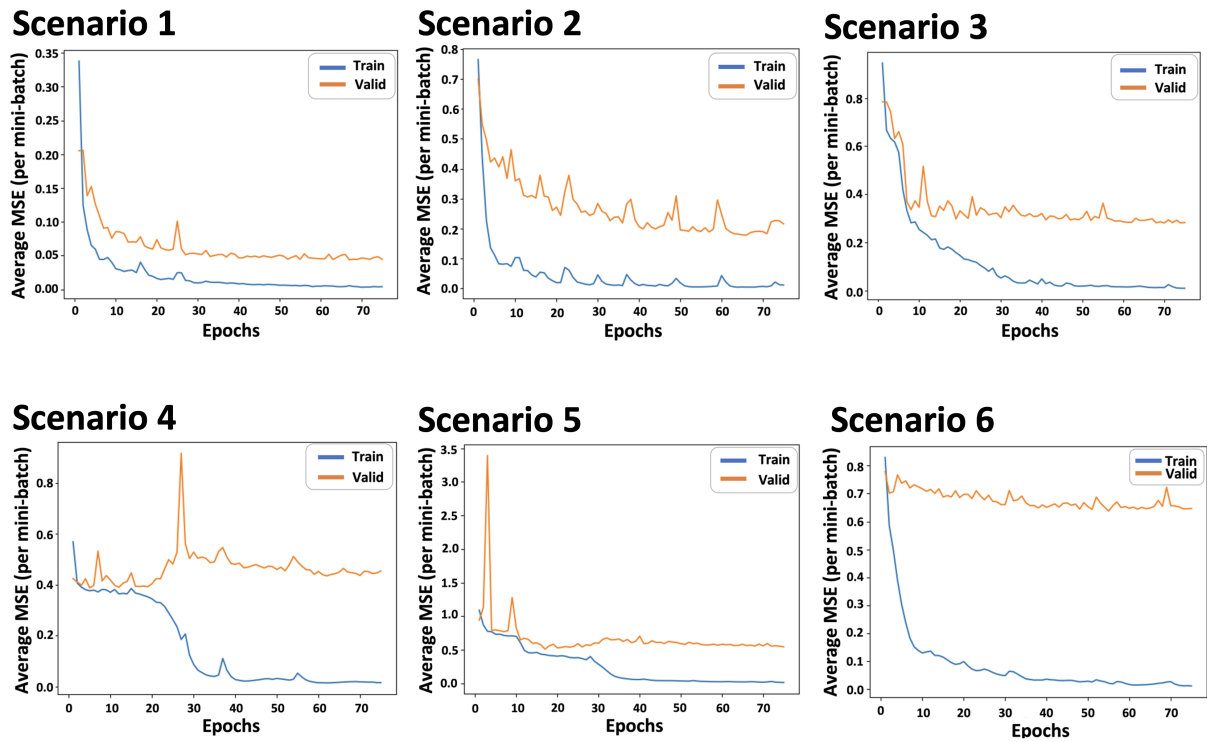 Scenario 1
Average MSE (per mini-batch)
0.35
0.30
0.25
0.20
0.15
0.10
0.05
0.00
Train
Valid
0 10 20 30 40 50 60 70
Epochs
Scenario 2
Average MSE (per mini-batch)
0.8
0.7
0.6
0.5
0.4
0.3
0.2
0.1
0.0
Train
Valid
0 10 20 30 40 50 60 70
Epochs
Scenario 3
Average MSE (per mini-batch)
0.8
0.6
0.4
0.2
0.0
Train
Valid
0 10 20 30 40 50 60 70
Epochs
Scenario 4
Average MSE (per mini-batch)
0.8
0.6
0.4
0.2
0.0
Train
Valid
0 10 20 30 40 50 60 70
Epochs
Scenario 5
Average MSE (per mini-batch)
3.5
3.0
2.5
2.0
1.5
1.0
0.5
0.0
Train
Valid
0 10 20 30 40 50 60 70
Epochs
Scenario 6
Average MSE (per mini-batch)
0.8
0.7
0.6
0.5
0.4
0.3
0.2
0.1
0.0
Train
Valid
0 10 20 30 40 50 60 70
Epochs